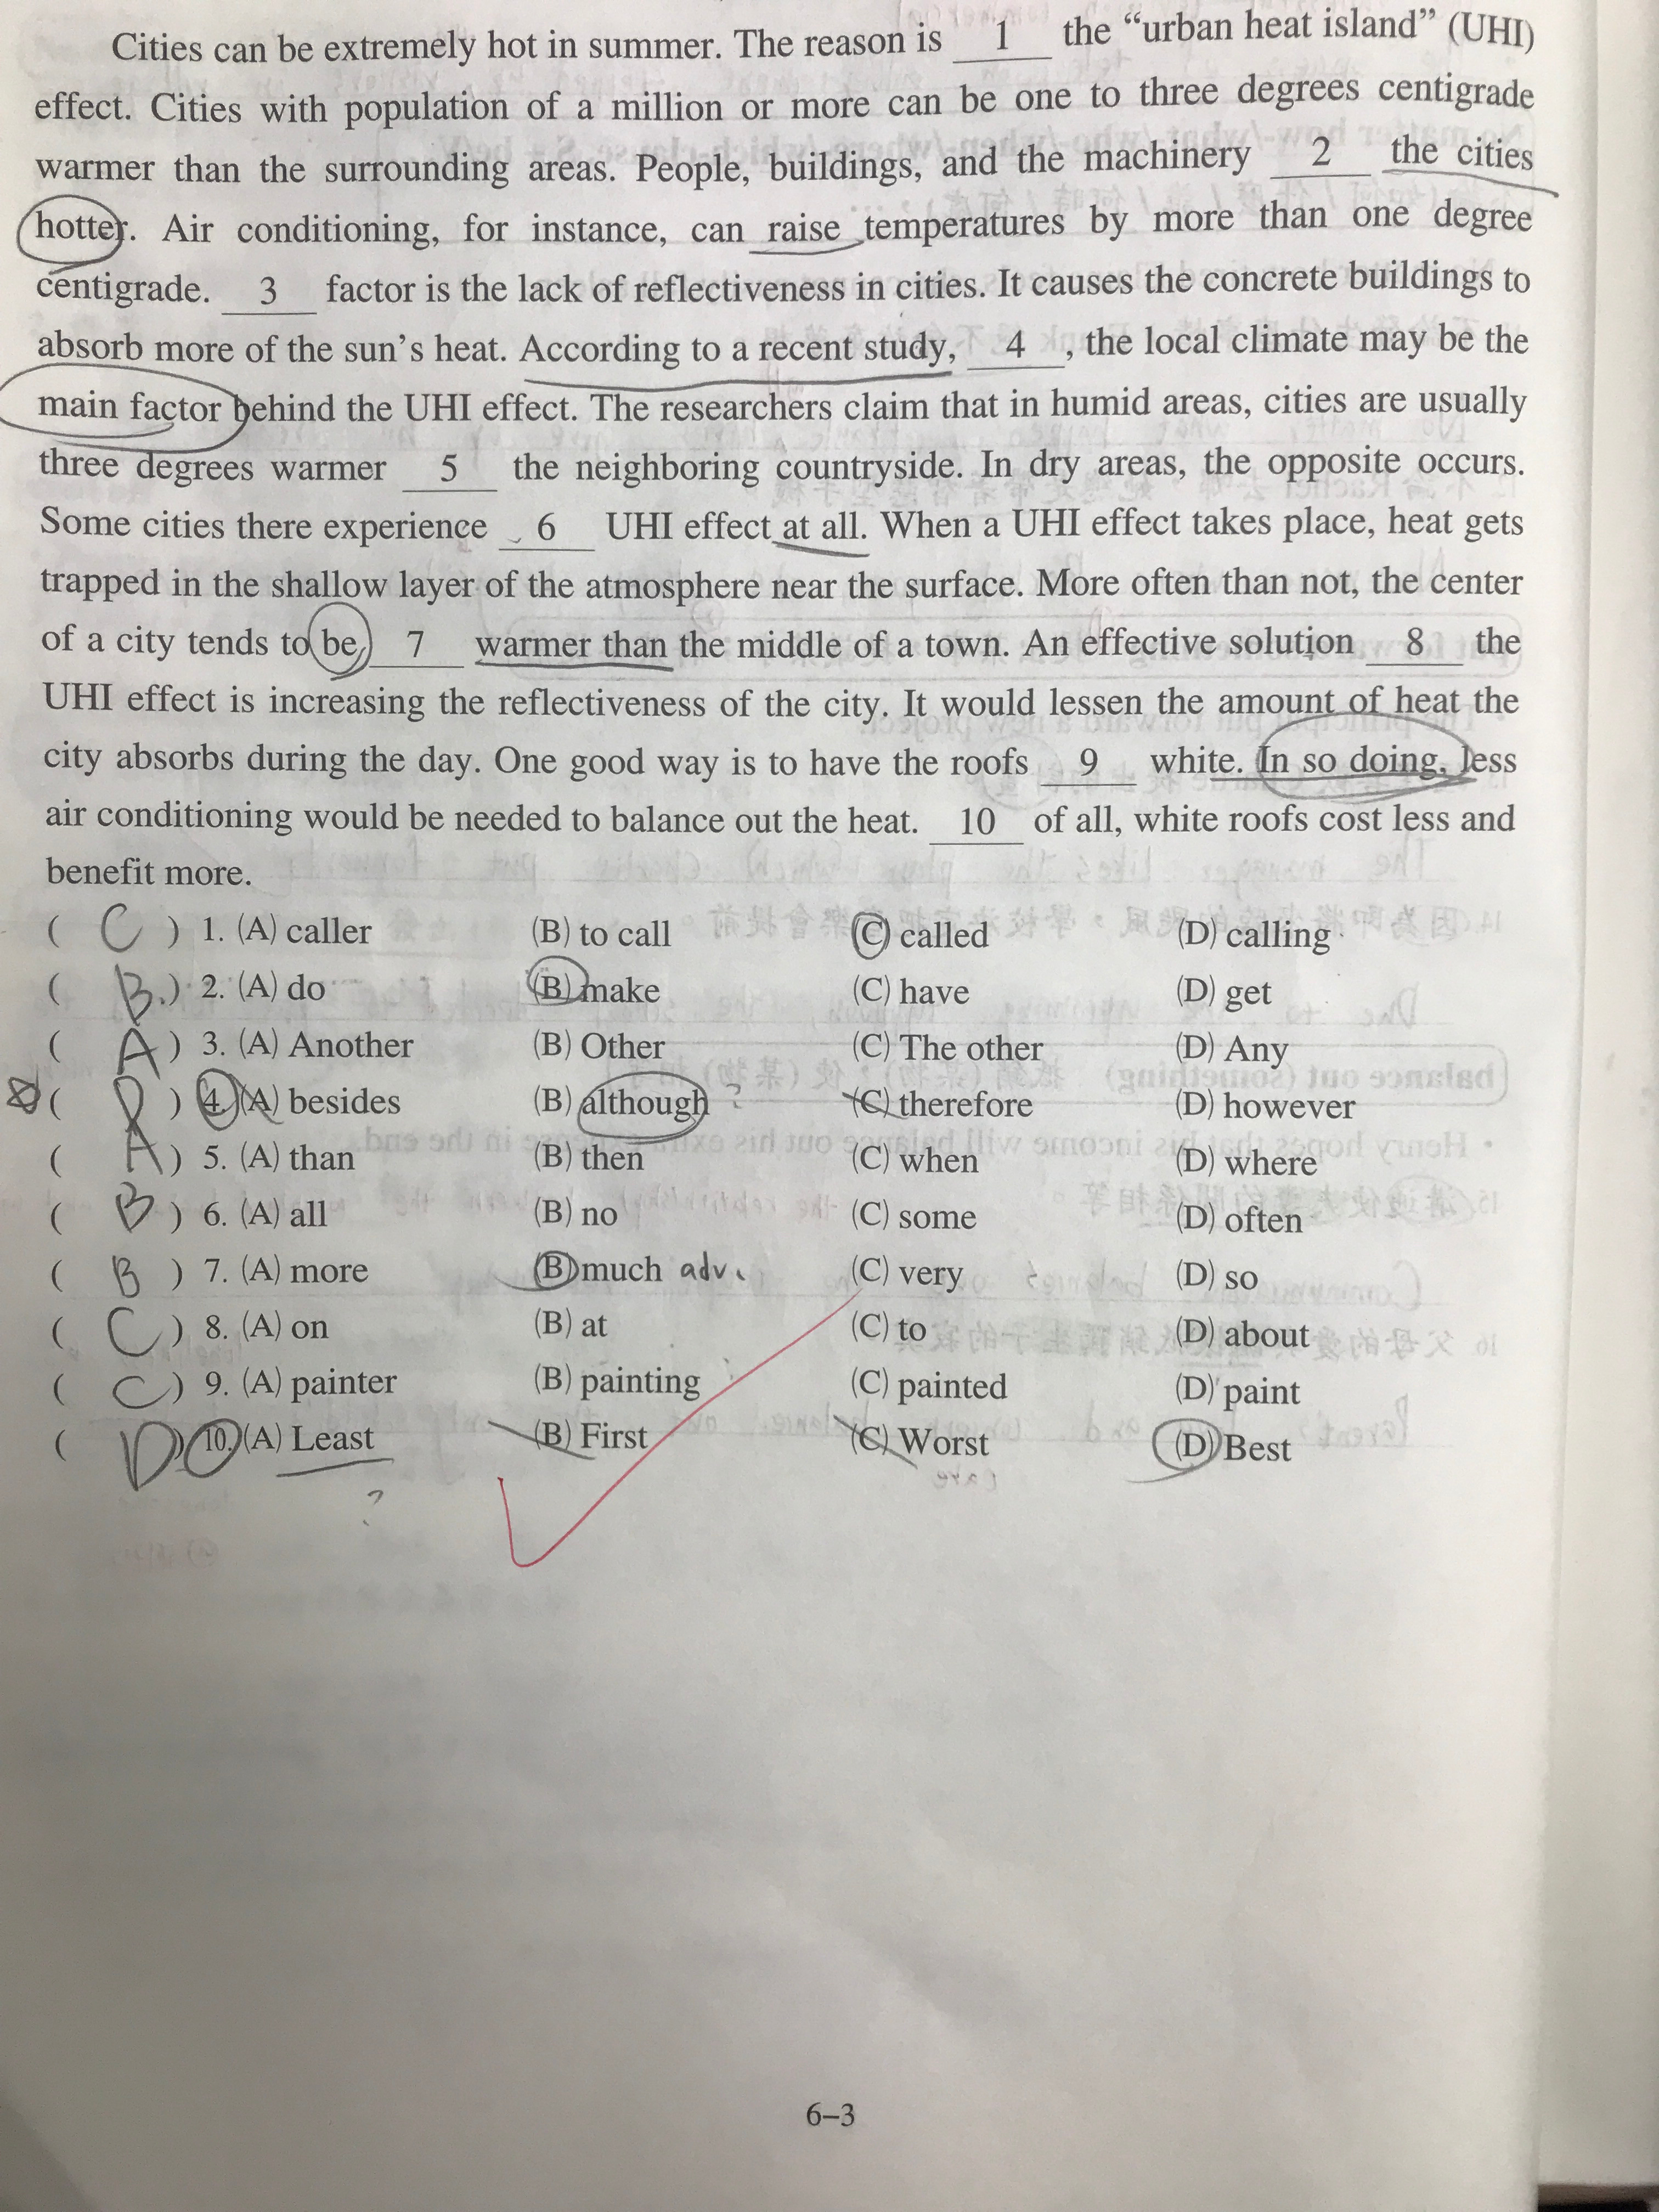 Cities can be extremely hot in summer. The reason is 1 the “urban heat island” (UHI)
effect. Cities with population of a million or more can be one to three degrees centigrade
warmer than the surrounding areas. People, buildings, and the machinery 2 the cities
hotter. Air conditioning, for instance, can raise temperatures by more than one degree
centigrade. 3 factor is the lack of reflectiveness in cities. It causes the concrete buildings to
absorb more of the sun’s heat. According to a recent study, 4 , the local climate may be the
main factor behind the UHI effect. The researchers claim that in humid areas, cities are usually
three degrees warmer 5 the neighboring countryside. In dry areas, the opposite occurs.
Some cities there experience 6 UHI effect at all. When a UHI effect takes place, heat gets
trapped in the shallow layer of the atmosphere near the surface. More often than not, the center
of a city tends to be 7 warmer than the middle of a town. An effective solution 8 the
UHI effect is increasing the reflectiveness of the city. It would lessen the amount of heat the
city absorbs during the day. One good way is to have the roofs 9 white. In so doing, less
air conditioning would be needed to balance out the heat. 10 of all, white roofs cost less and
benefit more.
( C ) 1. (A) caller (B) to call (C) called (D) calling
( B ) 2. (A) do (B) make (C) have (D) get
( A ) 3. (A) Another (B) Other (C) The other (D) Any
( D ) 4. (A) besides (B) although ? (C) therefore (D) however
( A ) 5. (A) than (B) then (C) when (D) where
( B ) 6. (A) all (B) no (C) some (D) often
( B ) 7. (A) more (B) much adv. (C) very (D) so
( C ) 8. (A) on (B) at (C) to (D) about
( C ) 9. (A) painter (B) painting (C) painted (D) paint
( D ) 10. (A) Least (B) First (C) Worst (D) Best
?
6–3